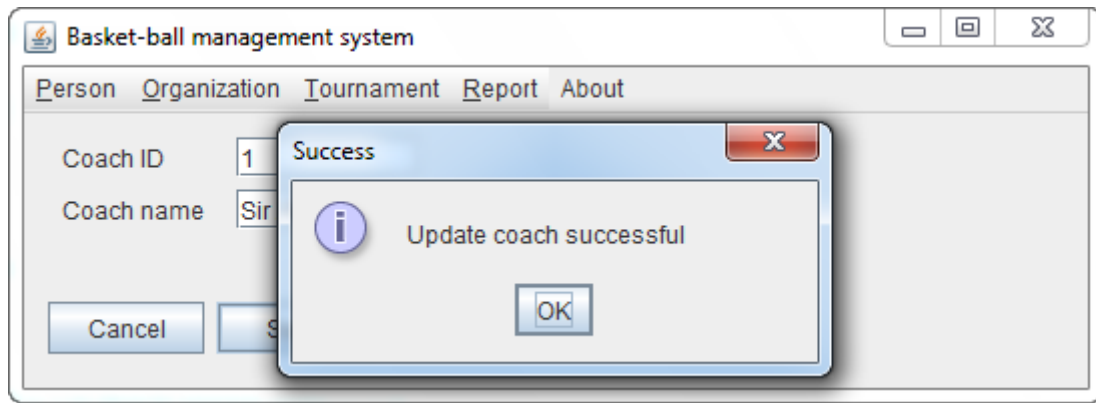 Basket-ball management system
Person Organization Tournament Report About
Success
Coach ID 1
Coach name Sir
Update coach successful
OK
Cancel S